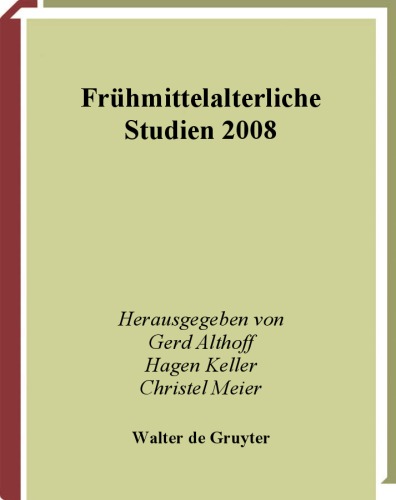 Frühmittelalterliche
Studien 2008
Herausgegeben von
Gerd Althoff
Hagen Keller
Christel Meier
Walter de Gruyter